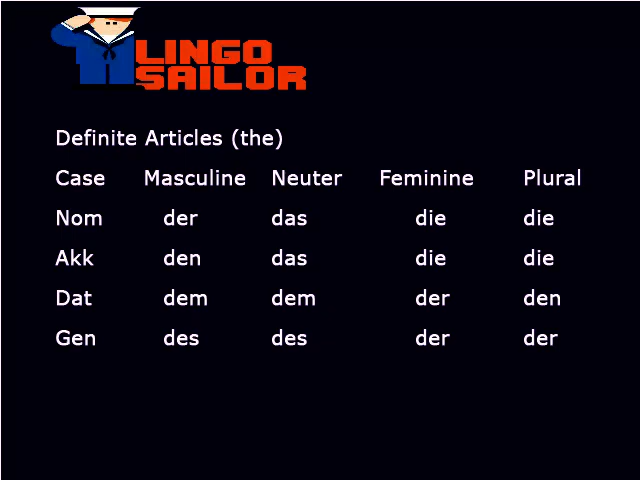 LINGO
SAILOR
Definite Articles (the)
Case Masculine Neuter Feminine Plural
Nom der das die die
Akk den das die die
Dat dem dem der den
Gen des des der der